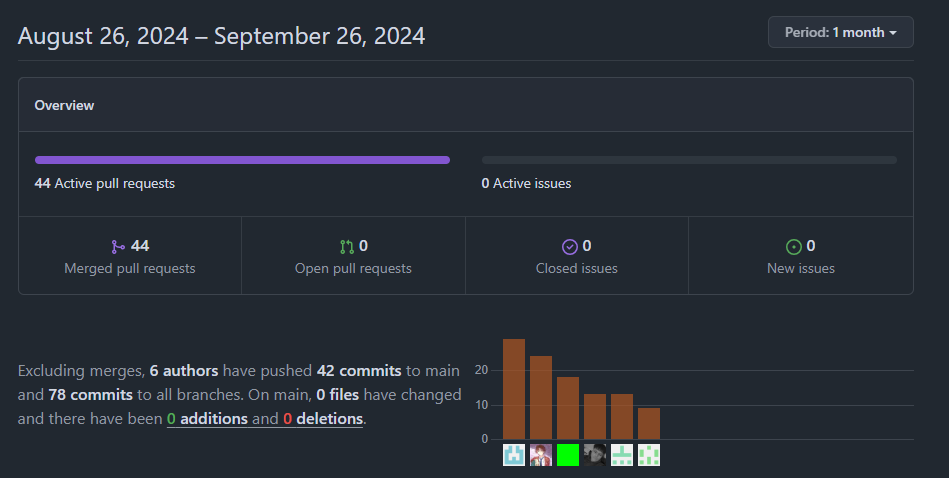 August 26, 2024 – September 26, 2024
Period: 1 month
Overview
44 Active pull requests
0 Active issues
44
Merged pull requests
0
Open pull requests
0
Closed issues
0
New issues
Excluding merges, 6 authors have pushed 42 commits to main
and 78 commits to all branches. On main, 0 files have changed
and there have been 0 additions and 0 deletions.
20
10
0